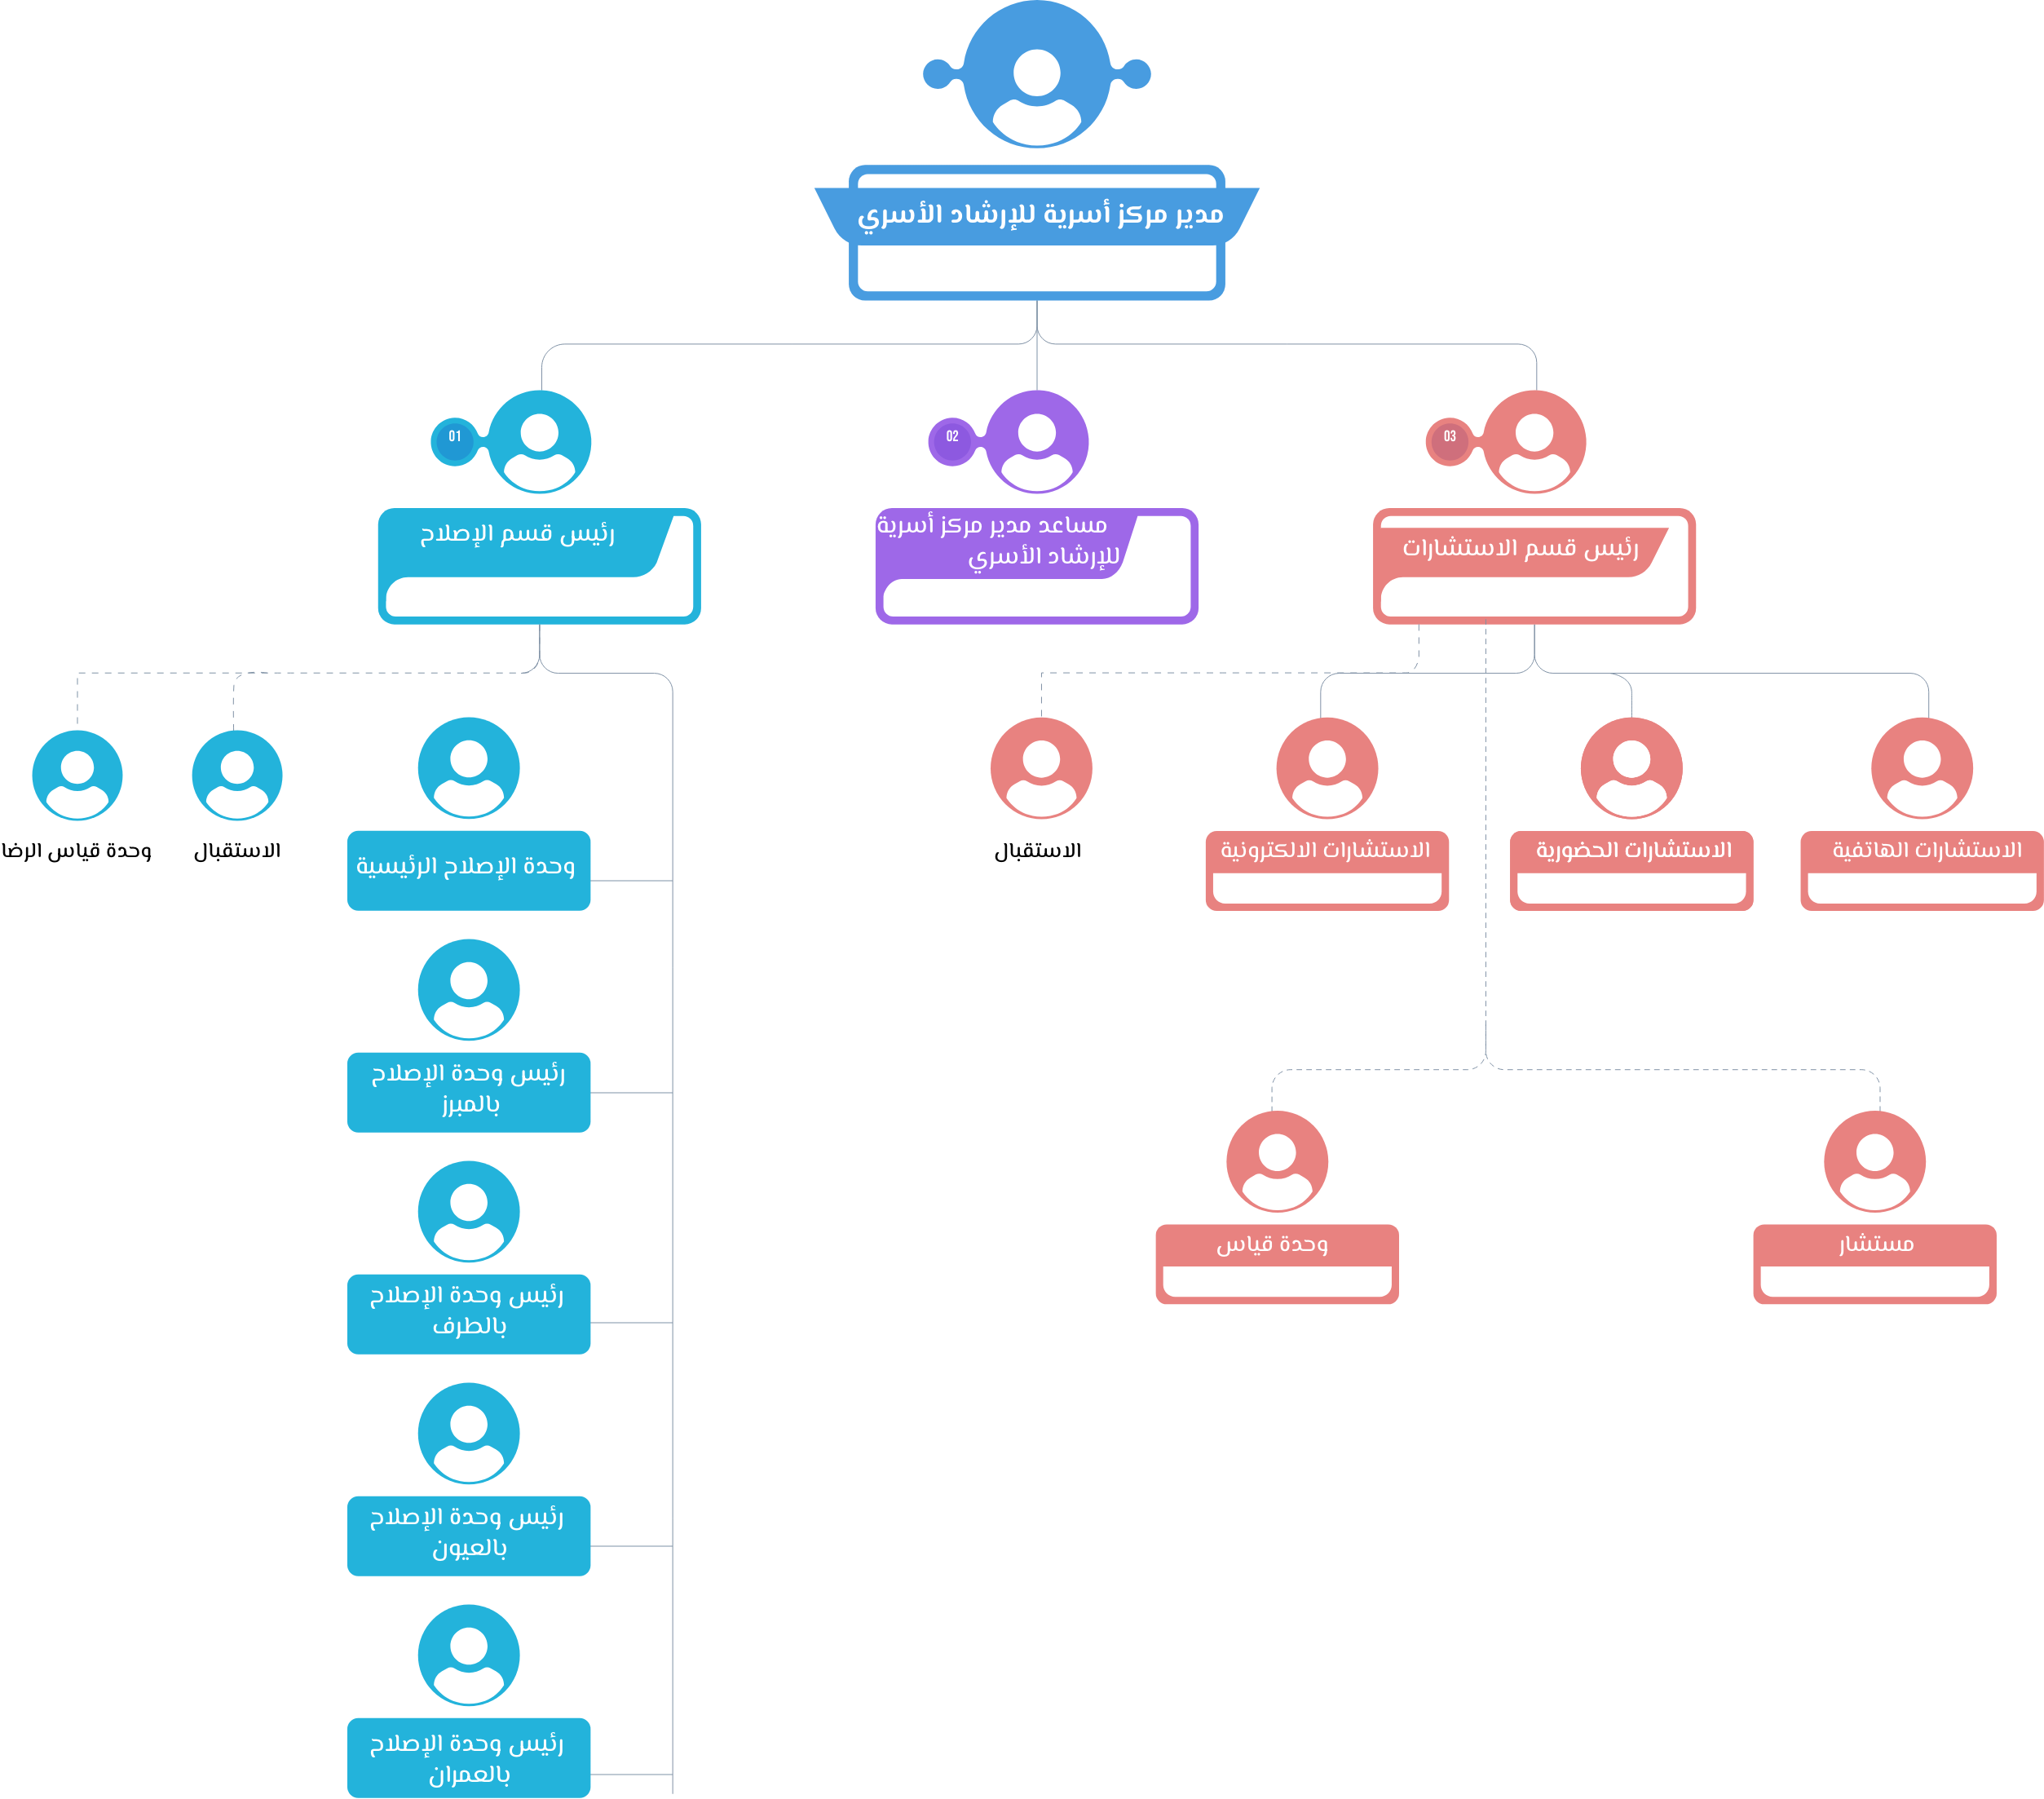 مدير مركز أسرية للإرشاد الأسري
03
رئيس قسم الاستشارات
02
مساعد مدير مركز أسرية
للإرشاد الأسري
01
رئيس قسم الإصلاح
الاستشارات الهاتفية
الاستشارات الحضورية
الاستشارات الالكترونية
الاستقبال
مستشار
وحدة قياس
وحدة الإصلاح الرئيسية
الاستقبال
وحدة قياس الرضا
رئيس وحدة الإصلاح
بالمبرز
رئيس وحدة الإصلاح
بالطرف
رئيس وحدة الإصلاح
بالعيون
رئيس وحدة الإصلاح
بالعمران